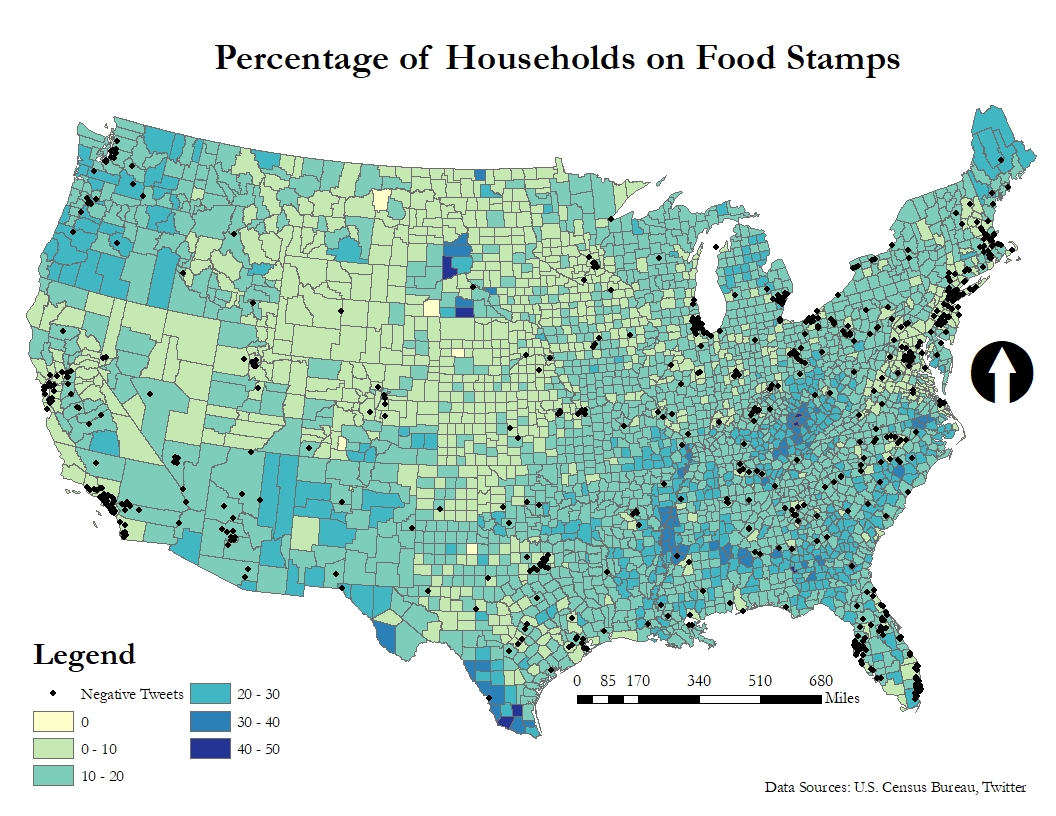 Percentage of Households on Food Stamps
Legend
Negative Tweets
0
0 - 10
10 - 20
20 - 30
30 - 40
40 - 50
0 85 170 340 510 680
Miles
Data Sources: U.S. Census Bureau, Twitter